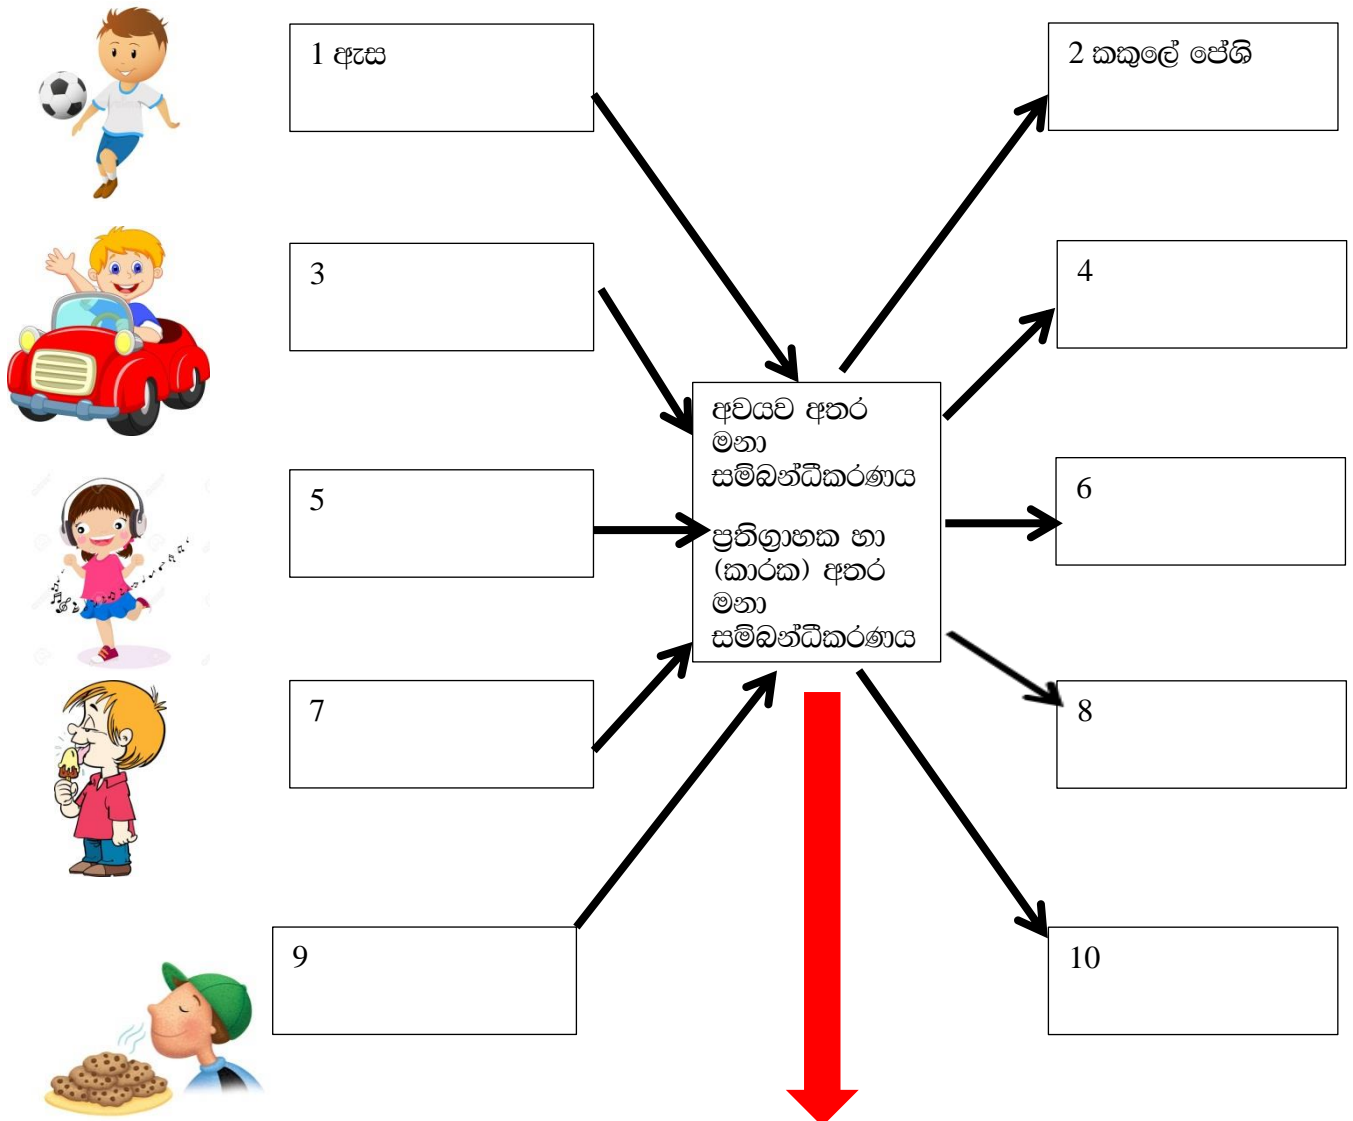 1 ඇස
2 කකුලේ පේශි
3
4
අවයව අතර
මනා
සම්බන්ධීකරණය
ප්‍රතිග්‍රාහක හා
(කාරක) අතර
මනා
සම්බන්ධීකරණය
5
6
7
8
9
10